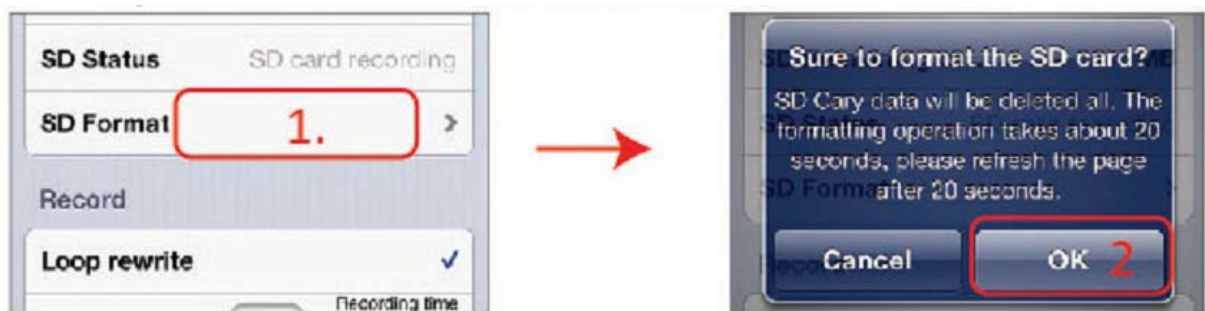 SD Status SD card recording
SD Format 1. >
Record
Loop rewrite ✓
Recording time
Sure to format the SD card?
SD Cary data will be deleted all. The
formatting operation takes about 20
seconds, please refresh the page
after 20 seconds.
Cancel OK 2
SD Format